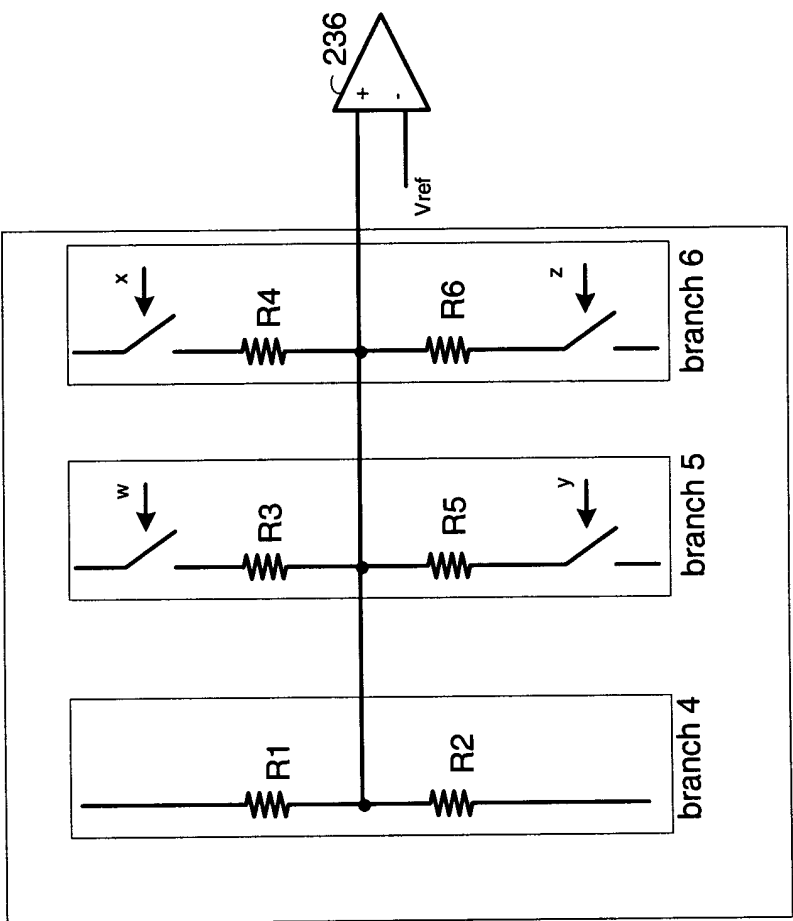 236
+
-
Vref
x
R4
R6
z
branch 6
w
R3
R5
y
branch 5
R1
R2
branch 4